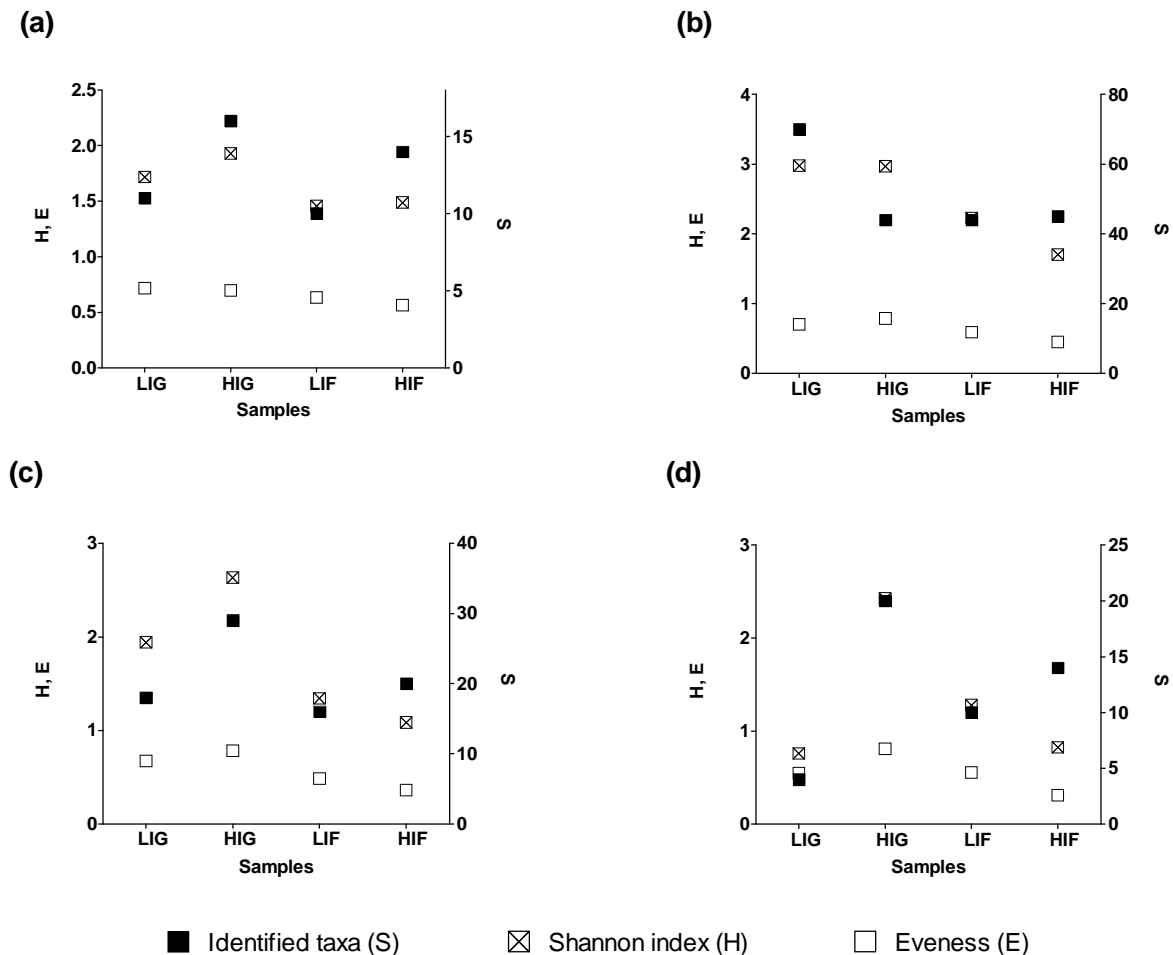 (a)
2.5
2.0
1.5
1.0
0.5
0.0
H, E
15
10
5
0
S
LIG HIG LIF HIF
Samples
(b)
4
3
2
1
0
H, E
80
60
40
20
0
S
LIG HIG LIF HIF
Samples
(c)
3
2
1
0
H, E
40
30
20
10
0
S
LIG HIG LIF HIF
Samples
(d)
3
2
1
0
H, E
25
20
15
10
5
0
S
LIG HIG LIF HIF
Samples
Identified taxa (S) Shannon index (H) Eveness (E)